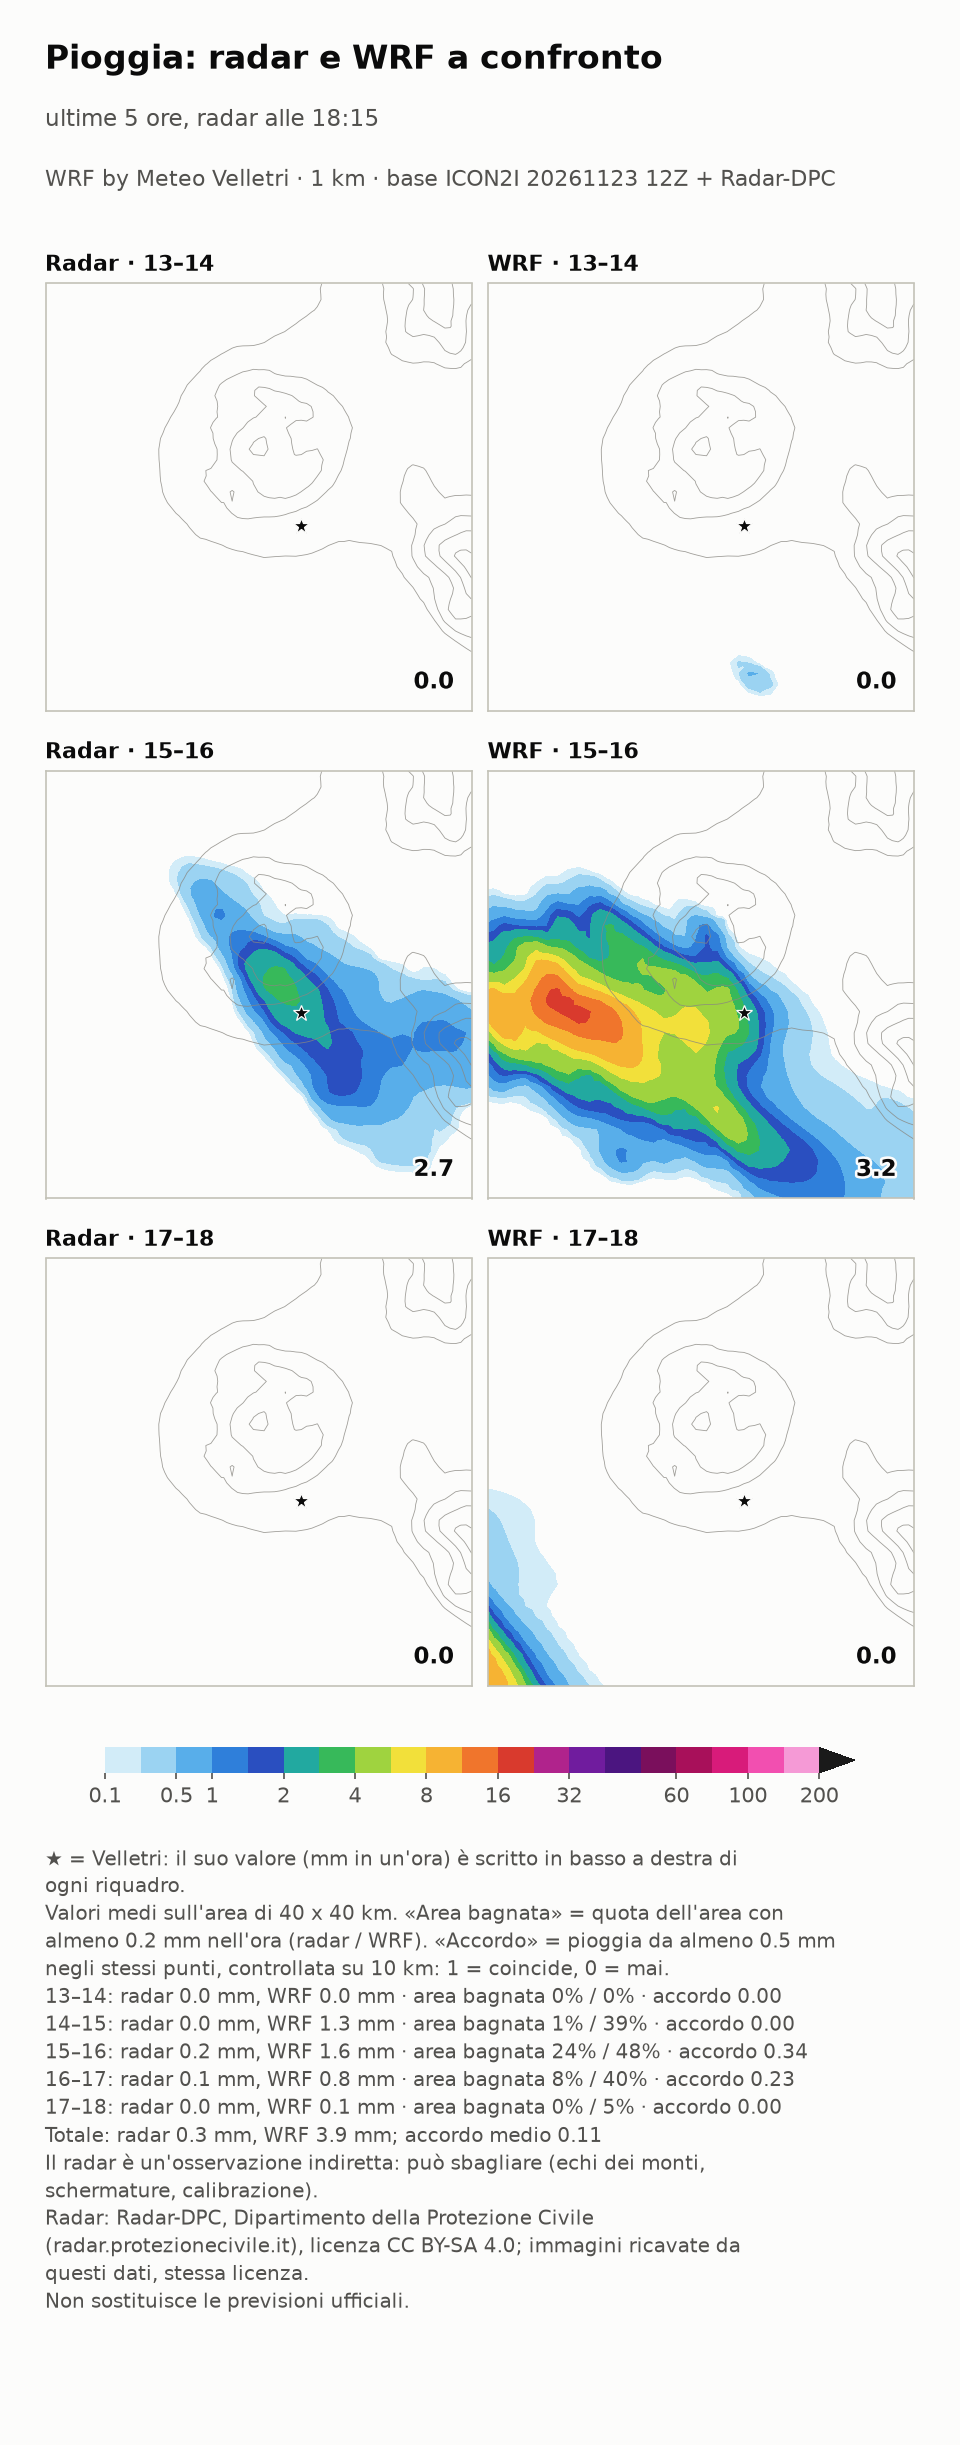 Pioggia: radar e WRF a confronto
ultime 5 ore, radar alle 18:15
WRF by Meteo Velletri · 1 km · base ICON2I 20261123 12Z + Radar-DPC
Radar · 13–14
WRF · 13–14
0.0
0.0
Radar · 15–16
WRF · 15–16
2.7
3.2
Radar · 17–18
WRF · 17–18
0.0
0.0
0.1 0.5 1 2 4 8 16 32 60 100 200
★ = Velletri: il suo valore (mm in un'ora) è scritto in basso a destra di
ogni riquadro.
Valori medi sull'area di 40 x 40 km. «Area bagnata» = quota dell'area con
almeno 0.2 mm nell'ora (radar / WRF). «Accordo» = pioggia da almeno 0.5 mm
negli stessi punti, controllata su 10 km: 1 = coincide, 0 = mai.
13–14: radar 0.0 mm, WRF 0.0 mm · area bagnata 0% / 0% · accordo 0.00
14–15: radar 0.0 mm, WRF 1.3 mm · area bagnata 1% / 39% · accordo 0.00
15–16: radar 0.2 mm, WRF 1.6 mm · area bagnata 24% / 48% · accordo 0.34
16–17: radar 0.1 mm, WRF 0.8 mm · area bagnata 8% / 40% · accordo 0.23
17–18: radar 0.0 mm, WRF 0.1 mm · area bagnata 0% / 5% · accordo 0.00
Totale: radar 0.3 mm, WRF 3.9 mm; accordo medio 0.11
Il radar è un'osservazione indiretta: può sbagliare (echi dei monti,
schermature, calibrazione).
Radar: Radar-DPC, Dipartimento della Protezione Civile
(radar.protezionecivile.it), licenza CC BY-SA 4.0; immagini ricavate da
questi dati, stessa licenza.
Non sostituisce le previsioni ufficiali.